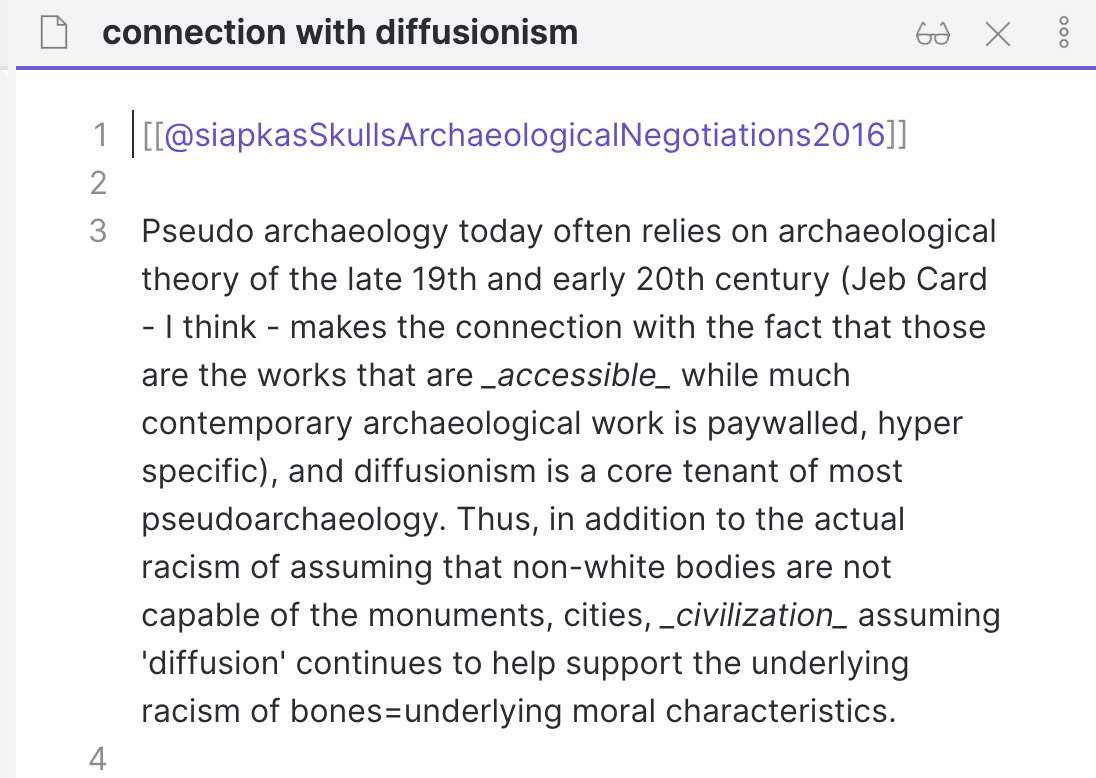 connection with diffusionism
1 [[@siapkasSkullsArchaeologicalNegotiations2016]]
2
3 Pseudo archaeology today often relies on archaeological
theory of the late 19th and early 20th century (Jeb Card
- I think - makes the connection with the fact that those
are the works that are _accessible_ while much
contemporary archaeological work is paywalled, hyper
specific), and diffusionism is a core tenant of most
pseudoarchaeology. Thus, in addition to the actual
racism of assuming that non-white bodies are not
capable of the monuments, cities, _civilization_ assuming
'diffusion' continues to help support the underlying
racism of bones=underlying moral characteristics.
4